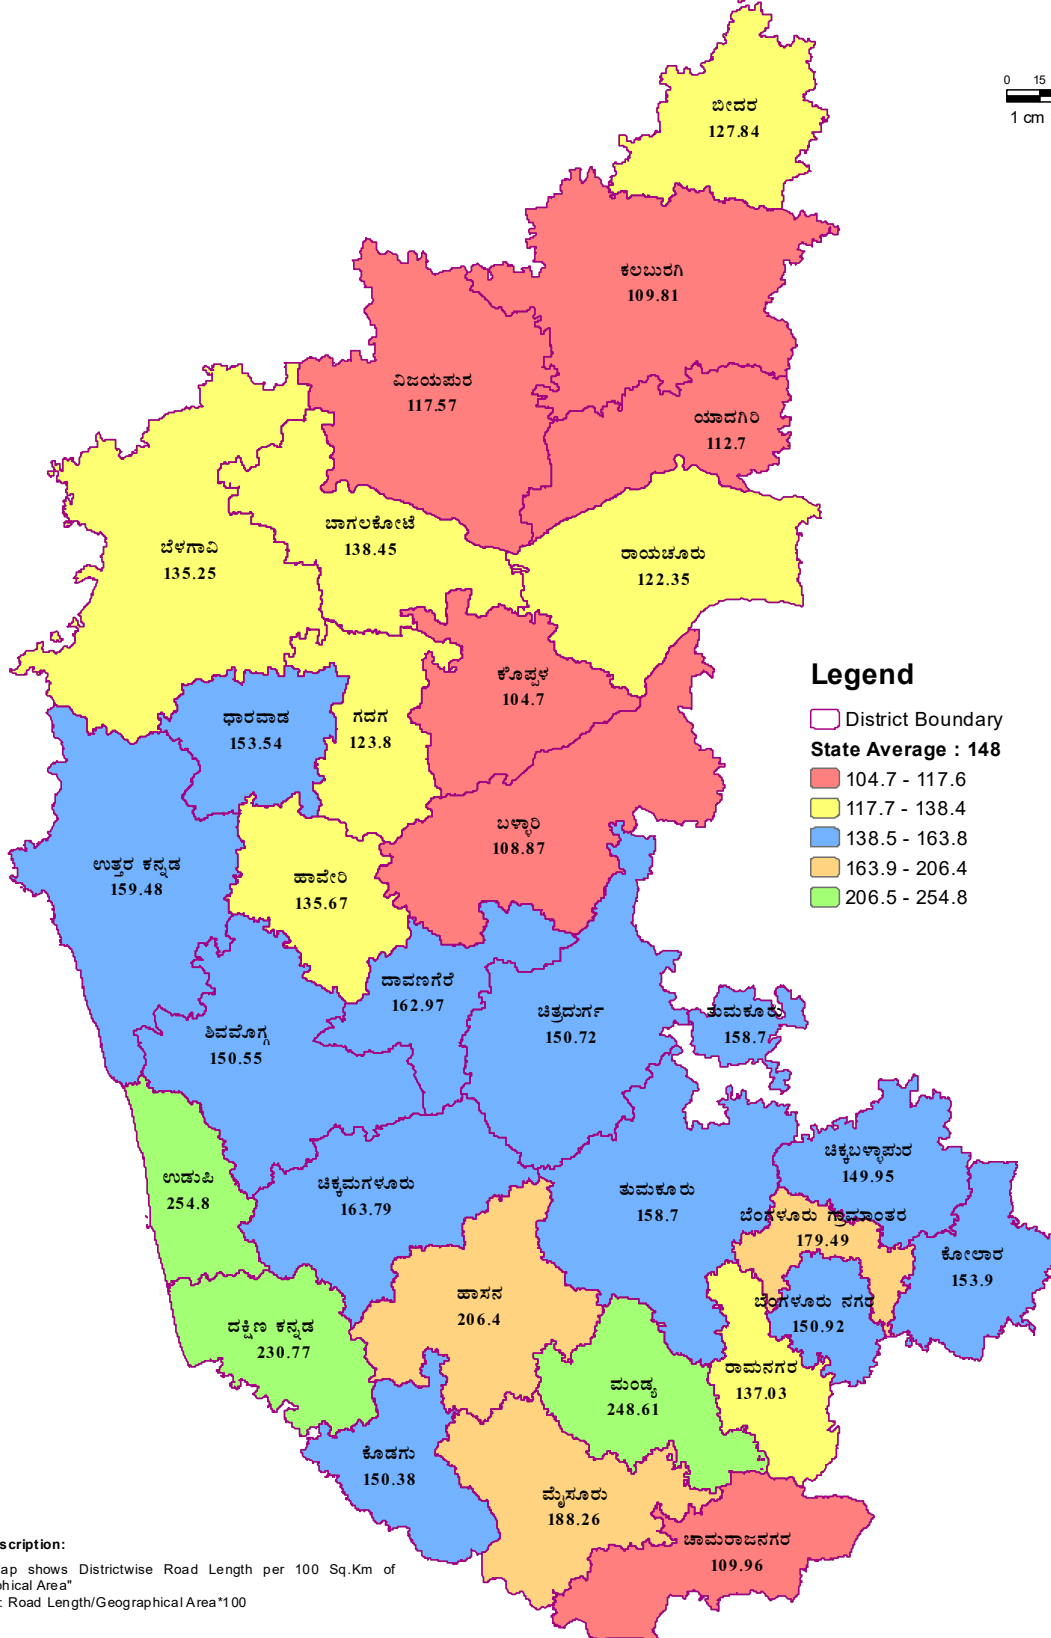 ಬೀದರ
127.84
0 15
1 cm
ಕಲಬುರಗಿ
109.81
ವಿಜಯಪುರ
117.57
ಯಾದಗಿರಿ
112.7
ಬಾಗಲಕೋಟೆ
138.45
ಬೆಳಗಾವಿ
135.25
ರಾಯಚೂರು
122.35
ಕೊಪ್ಪಳ
104.7
ಧಾರವಾಡ
153.54
ಗದಗ
123.8
Legend
District Boundary
State Average : 148
104.7 - 117.6
117.7 - 138.4
138.5 - 163.8
163.9 - 206.4
206.5 - 254.8
ಬಳ್ಳಾರಿ
108.87
ಉತ್ತರ ಕನ್ನಡ
159.48
ಹಾವೇರಿ
135.67
ದಾವಣಗೆರೆ
162.97
ಚಿತ್ರದುರ್ಗ
150.72
ತುಮಕೂರು
158.7
ಶಿವಮೊಗ್ಗ
150.55
ಚಿಕ್ಕಬಳ್ಳಾಪುರ
149.95
ಉಡುಪಿ
254.8
ಚಿಕ್ಕಮಗಳೂರು
163.79
ತುಮಕೂರು
158.7
ಬೆಂಗಳೂರು ಗ್ರಾಮಾಂತರ
179.49
ಕೋಲಾರ
153.9
ಹಾಸನ
206.4
ಬೆಂಗಳೂರು ನಗರ
150.92
ದಕ್ಷಿಣ ಕನ್ನಡ
230.77
ರಾಮನಗರ
137.03
ಮಂಡ್ಯ
248.61
ಕೊಡಗು
150.38
ಮೈಸೂರು
188.26
ಚಾಮರಾಜನಗರ
109.96
scription:
ap shows Districtwise Road Length per 100 Sq.Km of
phical Area"
: Road Length/Geographical Area*100